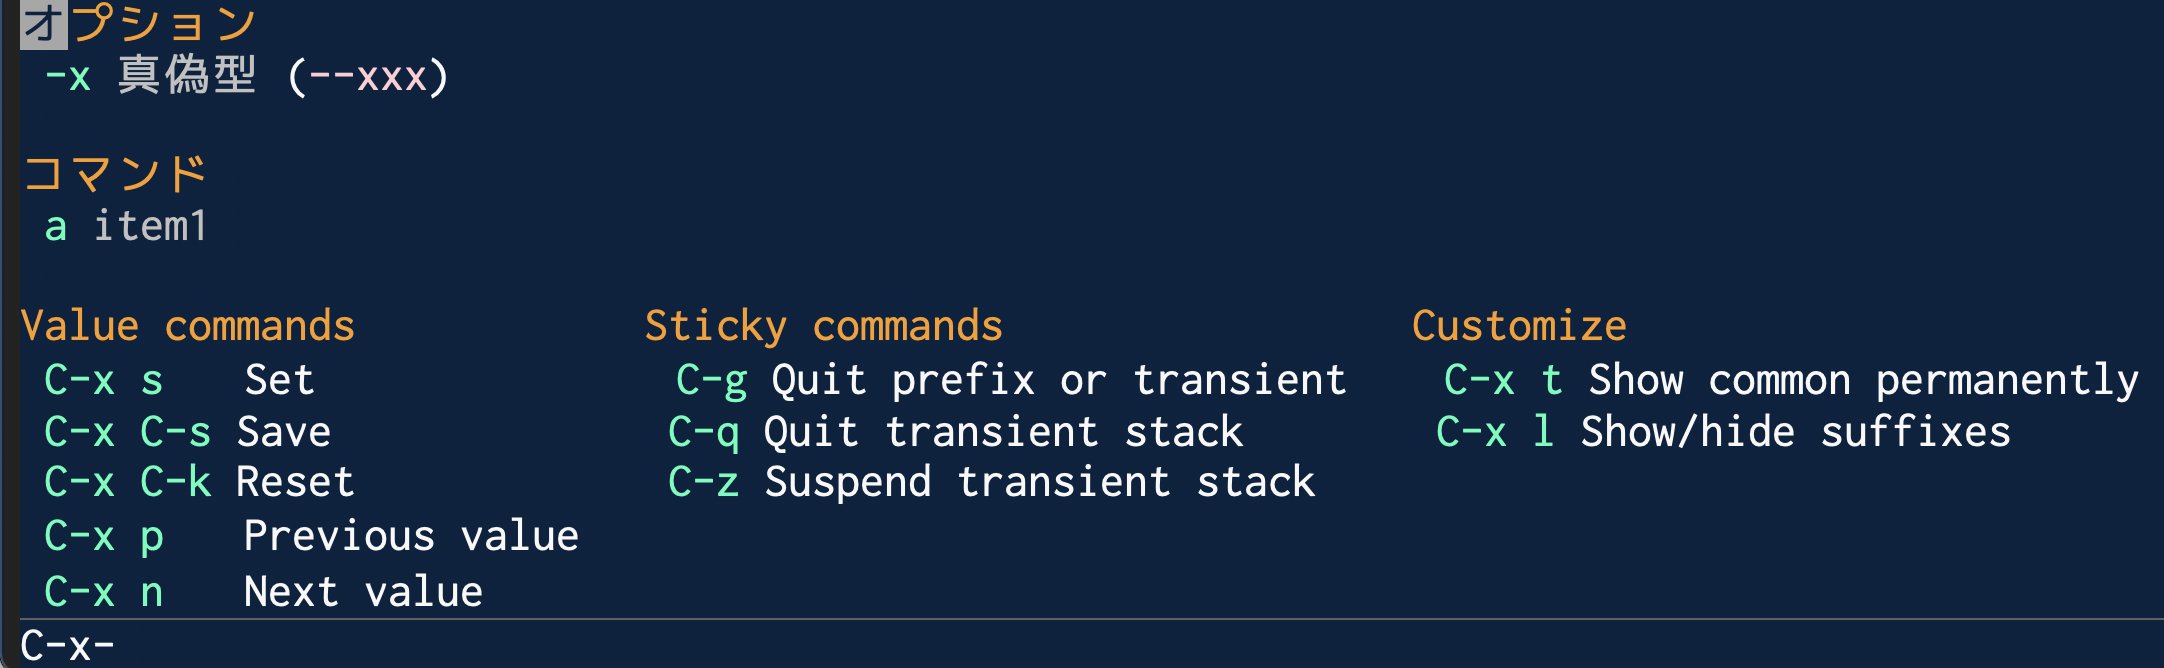 オプション
-x 真偽型 (--xxx)
コマンド
a item1
Value commands Sticky commands Customize
C-x s Set C-g Quit prefix or transient C-x t Show common permanently
C-x C-s Save C-q Quit transient stack C-x l Show/hide suffixes
C-x C-k Reset C-z Suspend transient stack
C-x p Previous value
C-x n Next value
C-x-